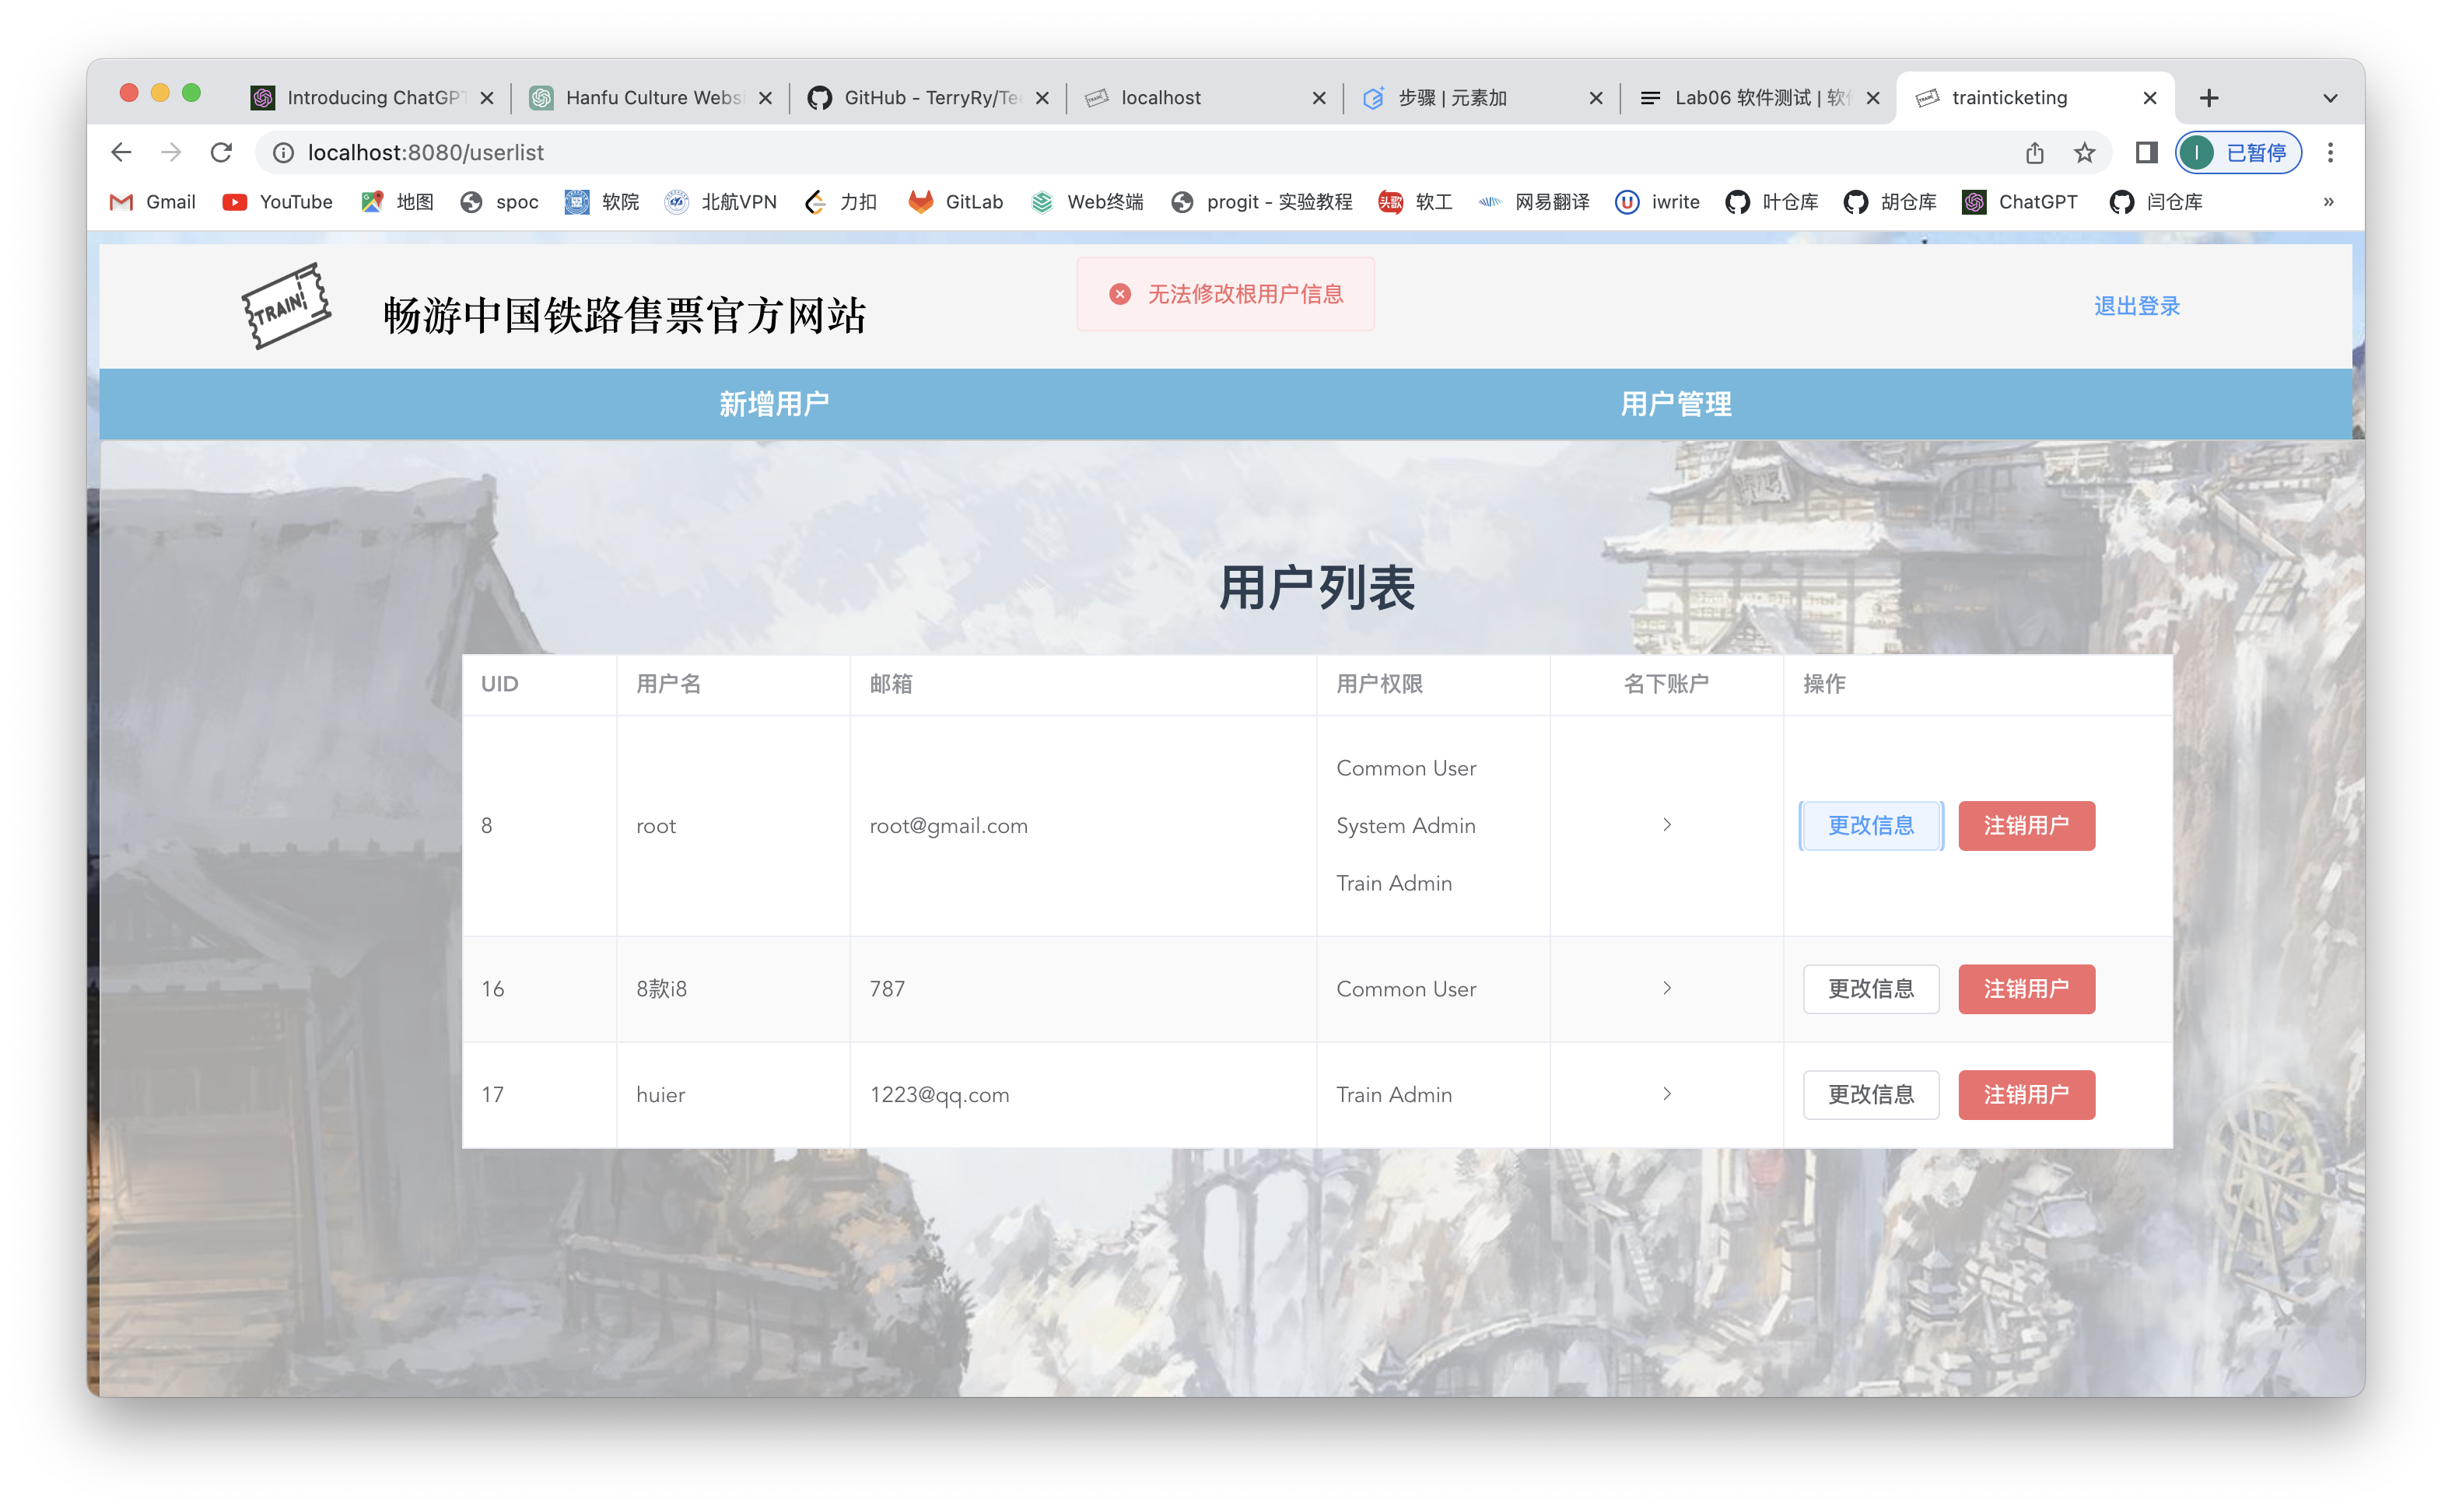 Introducing ChatGPT
Hanfu Culture Websi
GitHub - TerryRy/Te
localhost
步骤 | 元素加
Lab06 软件测试 | 软
trainticketing
localhost:8080/userlist
已暂停
Gmail
YouTube
地图
spoc
软院
北航VPN
力扣
GitLab
Web终端
progit - 实验教程
头歌
软工
网易翻译
iwrite
叶仓库
胡仓库
ChatGPT
闫仓库
»
TRAIN!
畅游中国铁路售票官方网站
无法修改根用户信息
退出登录
新增用户
用户管理
用户列表
UID 用户名 邮箱 用户权限 名下账户 操作
Common User
8 root root@gmail.com System Admin 更改信息 注销用户
Train Admin
16 8款i8 787 Common User 更改信息 注销用户
17 huier 1223@qq.com Train Admin 更改信息 注销用户